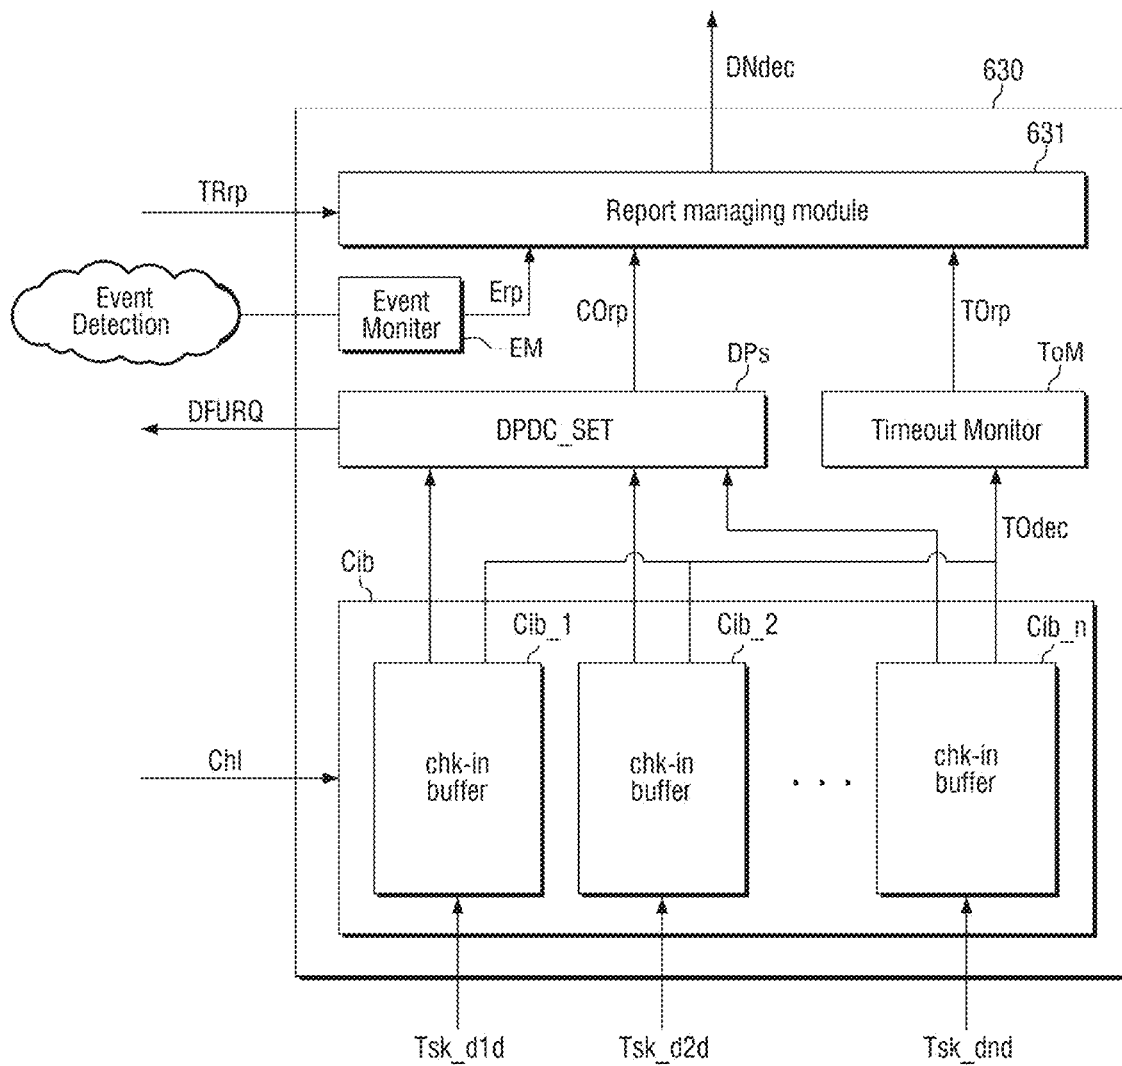 DNdec
630
631
TRrp
Report managing module
Event
Detection
Event
Moniter
Erp
EM
COrp
TOrp
DPs
ToM
DFURQ
DPDC_SET
Timeout Monitor
TOdec
Cib
Cib_1
Cib_2
Cib_n
ChI
chk-in
buffer
chk-in
buffer
. . .
chk-in
buffer
Tsk_d1d
Tsk_d2d
Tsk_dnd